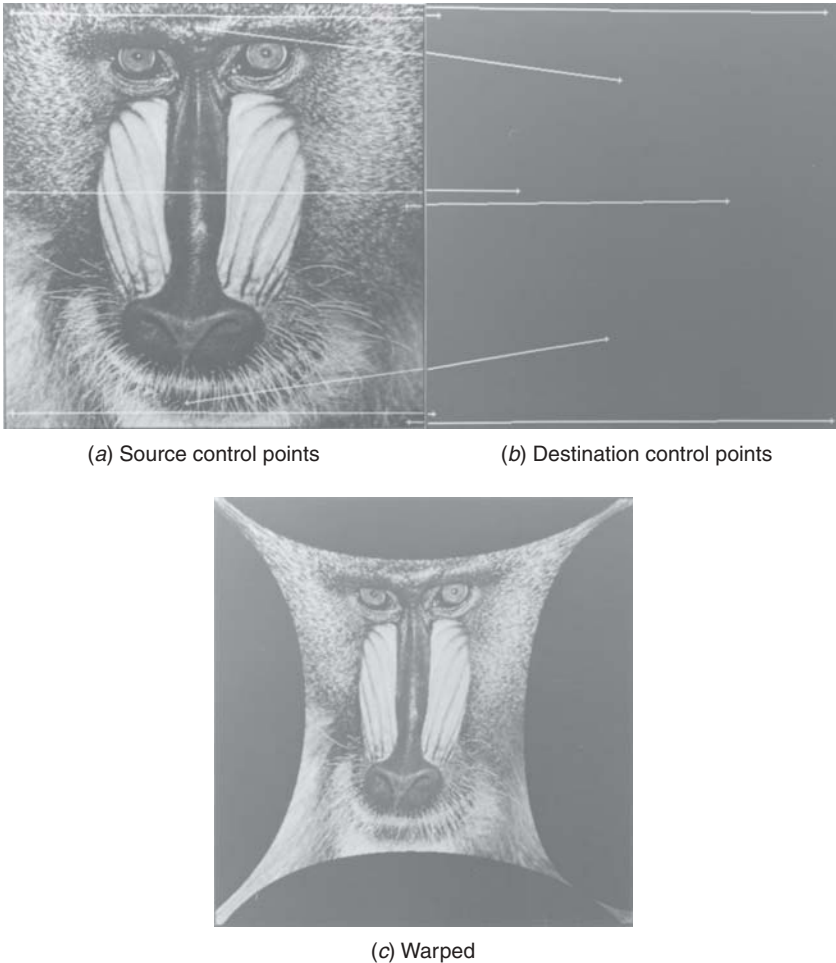 (a) Source control points
(b) Destination control points
(c) Warped